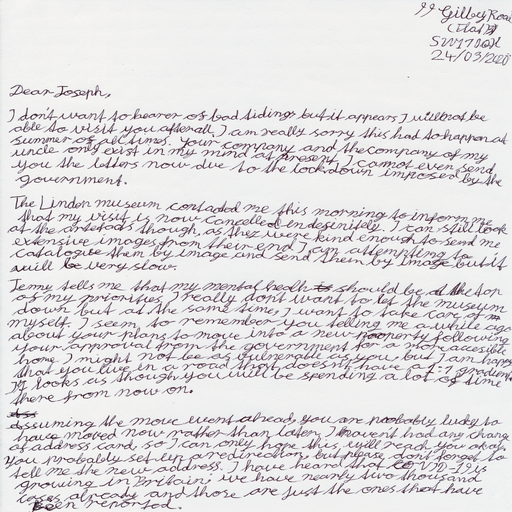 99 Gilley Road
(Flat
SW17 0QX
24/03/2020
Dear Joseph,
I don't want to bearer of bad tidings but it appears I will not be
able to visit you afterall. I am really sorry this had to happen at
summer of all times. Your company and the company of my
uncle only exist in my mind at present. I cannot even send
you the letters now due to the lockdown imposed by the
government.
The Linden museum contacted me this morning to inform me
that my visit is now cancelled indefinitely. I can still look
at the artefacts though, as they were kind enough to send me
extensive images from their end. I am attempting to
catalogue them by image and send them by image but it
will be very slow.
Jenny tells me that my mental health should be at the top
of my priorities. I really don't want to let the museum
down but at the same time, I want to take care of
myself. I seem to remember you telling me a while ago
about your plans to move into a new property following
your approval from the government for a more accesible
home. I might not be as vulnerable as you but I am happy
that you live in a road that doesn't have a 1-1 gradient.
It looks as though you will be spending a lot of time
there from now on.
Assuming the move went ahead, you are probably lucky to
have moved now rather than later. I havent had any change
of address card, so I can only hope this will reach you okay.
You probably set up a redirection but please don't forget to
tell me the new address. I have heard that COVID-19 is
growing in Britain; we have nearly two thousand
cases already and those are just the ones that have
been reported.